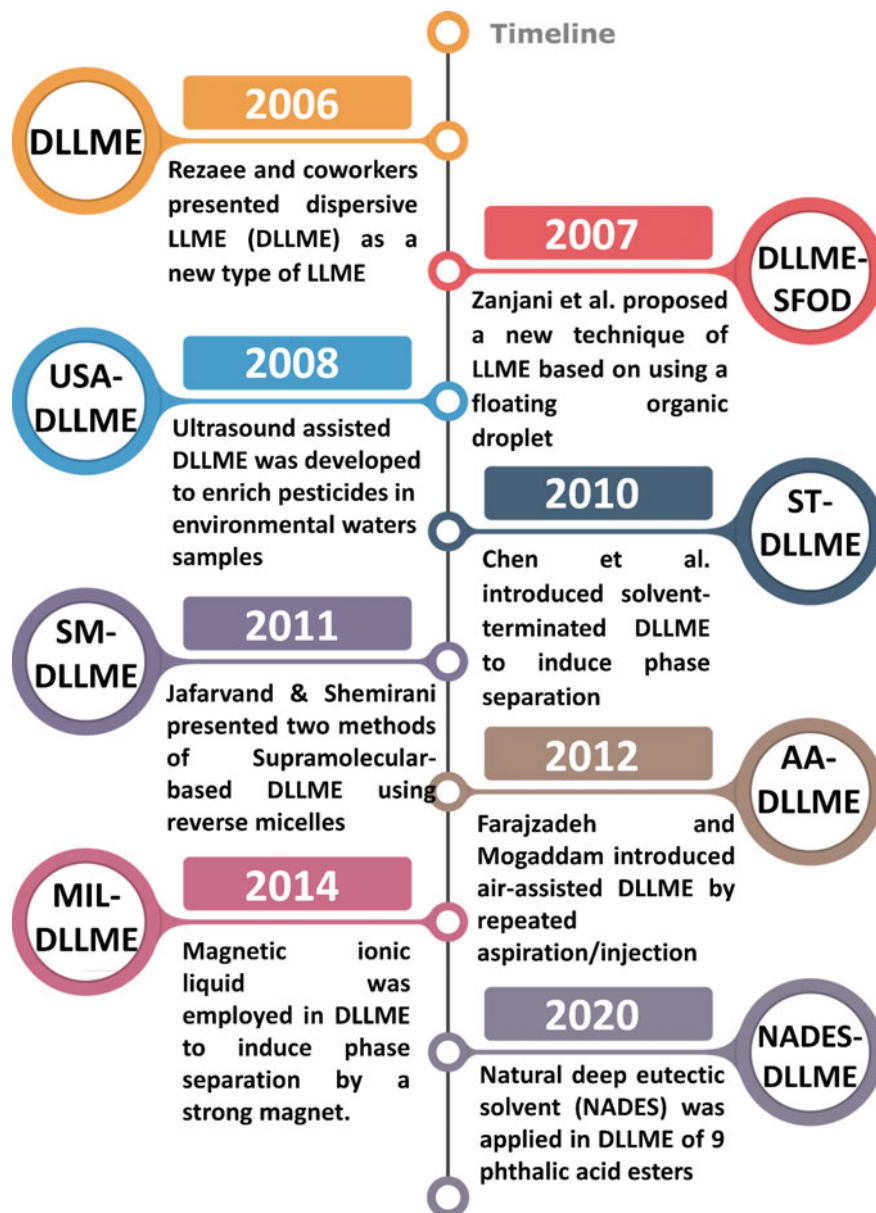 Timeline
DLLME
2006
Rezaee and coworkers
presented dispersive
LLME (DLLME) as a
new type of LLME
2007
DLLME-
SFOD
Zanjani et al. proposed
a new technique of
LLME based on using a
floating organic
droplet
USA-
DLLME
2008
Ultrasound assisted
DLLME was developed
to enrich pesticides in
environmental waters
samples
2010
ST-
DLLME
Chen et al.
introduced solvent-
terminated DLLME
to induce phase
separation
SM-
DLLME
2011
Jafarvand & Shemirani
presented two methods
of Supramolecular-
based DLLME using
reverse micelles
2012
AA-
DLLME
Farajzadeh and
Mogaddam introduced
air-assisted DLLME by
repeated
aspiration/injection
MIL-
DLLME
2014
Magnetic ionic
liquid was
employed in DLLME
to induce phase
separation by a
strong magnet.
2020
NADES-
DLLME
Natural deep eutectic
solvent (NADES) was
applied in DLLME of 9
phthalic acid esters